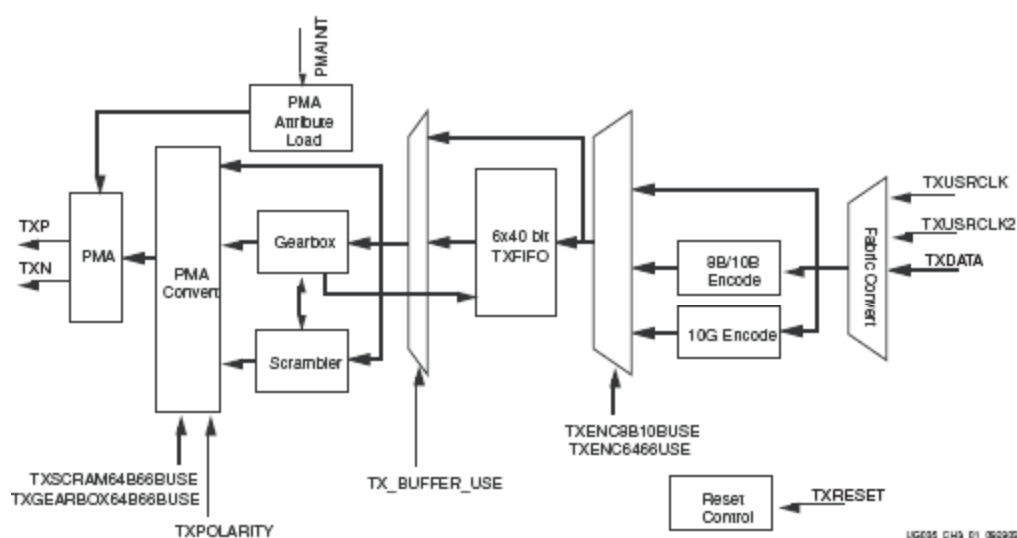 PMAINIT
PMA
Attribute
Load
TXP
TXN
PMA
PMA
Convert
Gearbox
Scrambler
6x40 bit
TXFIFO
8B/10B
Encode
10G Encode
Fabric Convert
TXUSRCLK
TXUSRCLK2
TXDATA
TXSCRAM64B66BUSE
TXGEARBOX64B66BUSE
TXPOLARITY
TX_BUFFER_USE
TXENC8B10BUSE
TXENC6466USE
Reset
Control
TXRESET